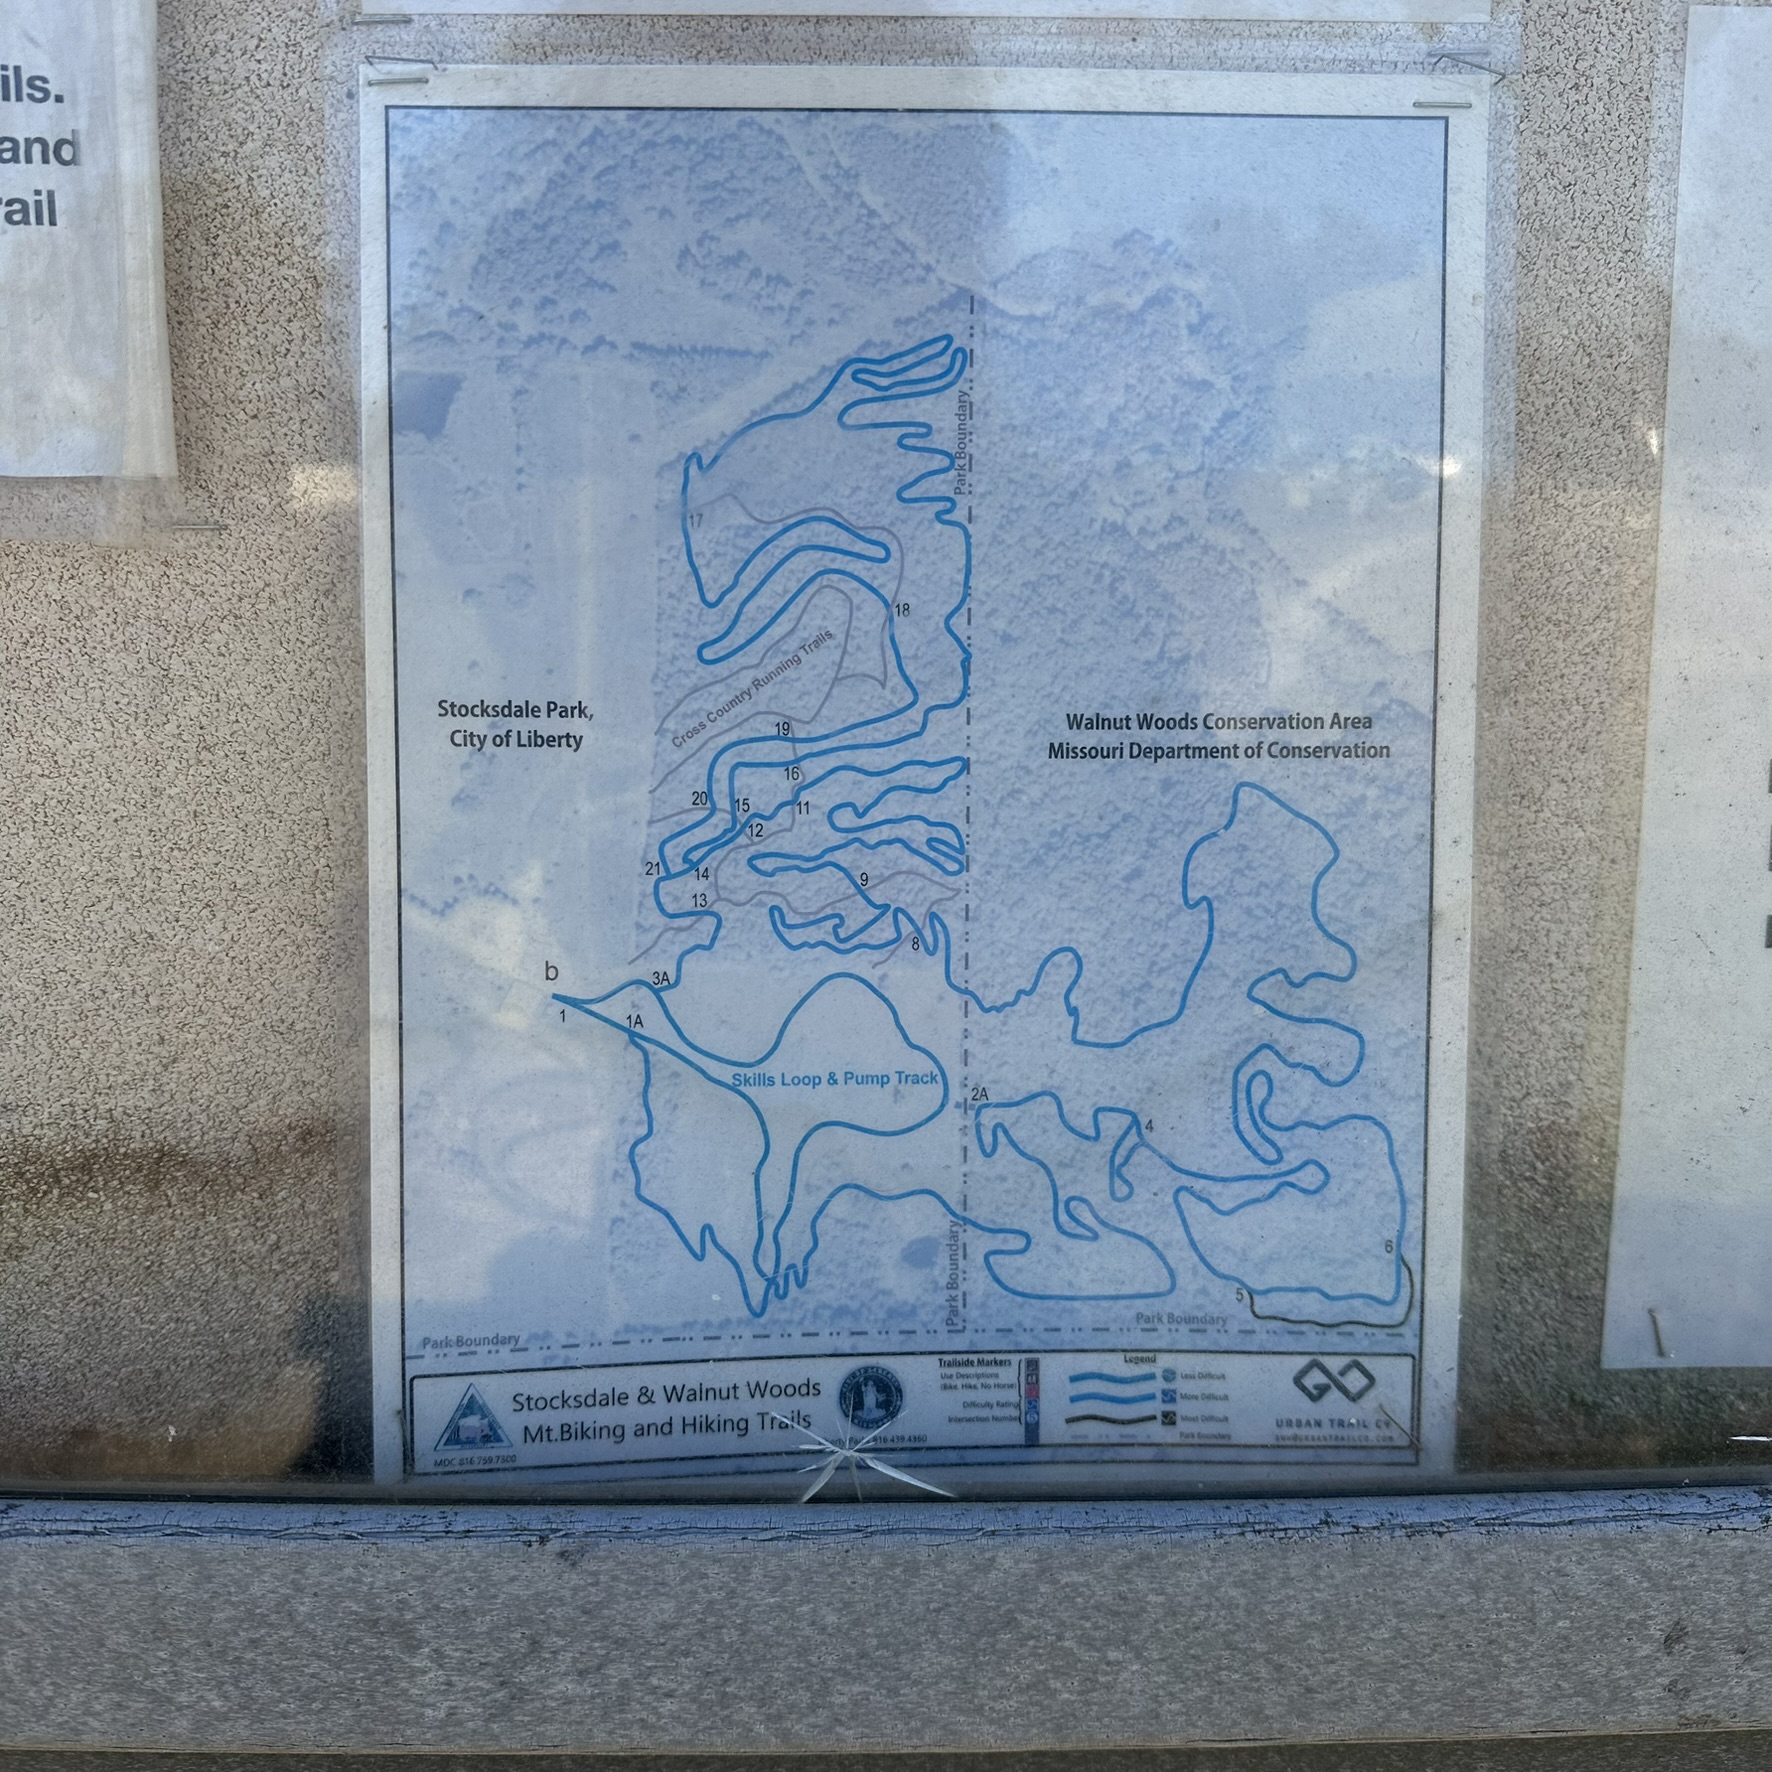 ils.
and
rail
Park Boundary
17
18
Cross Country Running Trails
Stocksdale Park,
City of Liberty
Walnut Woods Conservation Area
Missouri Department of Conservation
19
16
20
15
11
12
21
14
9
13
8
b
3A
1
1A
Skills Loop & Pump Track
2A
4
6
5
Park Boundary
Park Boundary
Park Boundary
Stocksdale & Walnut Woods
Mt.Biking and Hiking Trails
MDC 816.759.7300
816.439.4360
Trailside Markers
Use Descriptions
(Bike, Hike, No Horse)
Difficulty Rating
Intersection Number
Legend
Less Difficult
More Difficult
Most Difficult
Park Boundary
GO
URBAN TRAIL CO